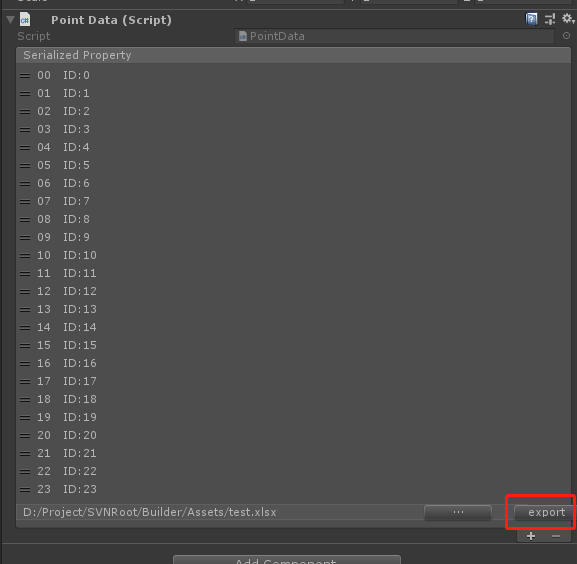 Point Data (Script)
Script PointData
Serialized Property
00 ID:0
01 ID:1
02 ID:2
03 ID:3
04 ID:4
05 ID:5
06 ID:6
07 ID:7
08 ID:8
09 ID:9
10 ID:10
11 ID:11
12 ID:12
13 ID:13
14 ID:14
15 ID:15
16 ID:16
17 ID:17
18 ID:18
19 ID:19
20 ID:20
21 ID:21
22 ID:22
23 ID:23
D:/Project/SVNRoot/Builder/Assets/test.xlsx ... export
+ −
Add Component